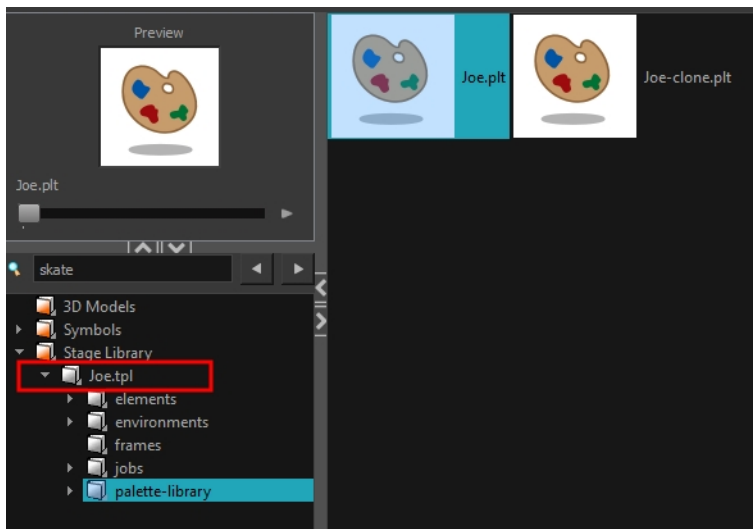 Preview
Joe.plt
skate
3D Models
Symbols
Stage Library
Joe.tpl
elements
environments
frames
jobs
palette-library
Joe.plt
Joe-clone.plt